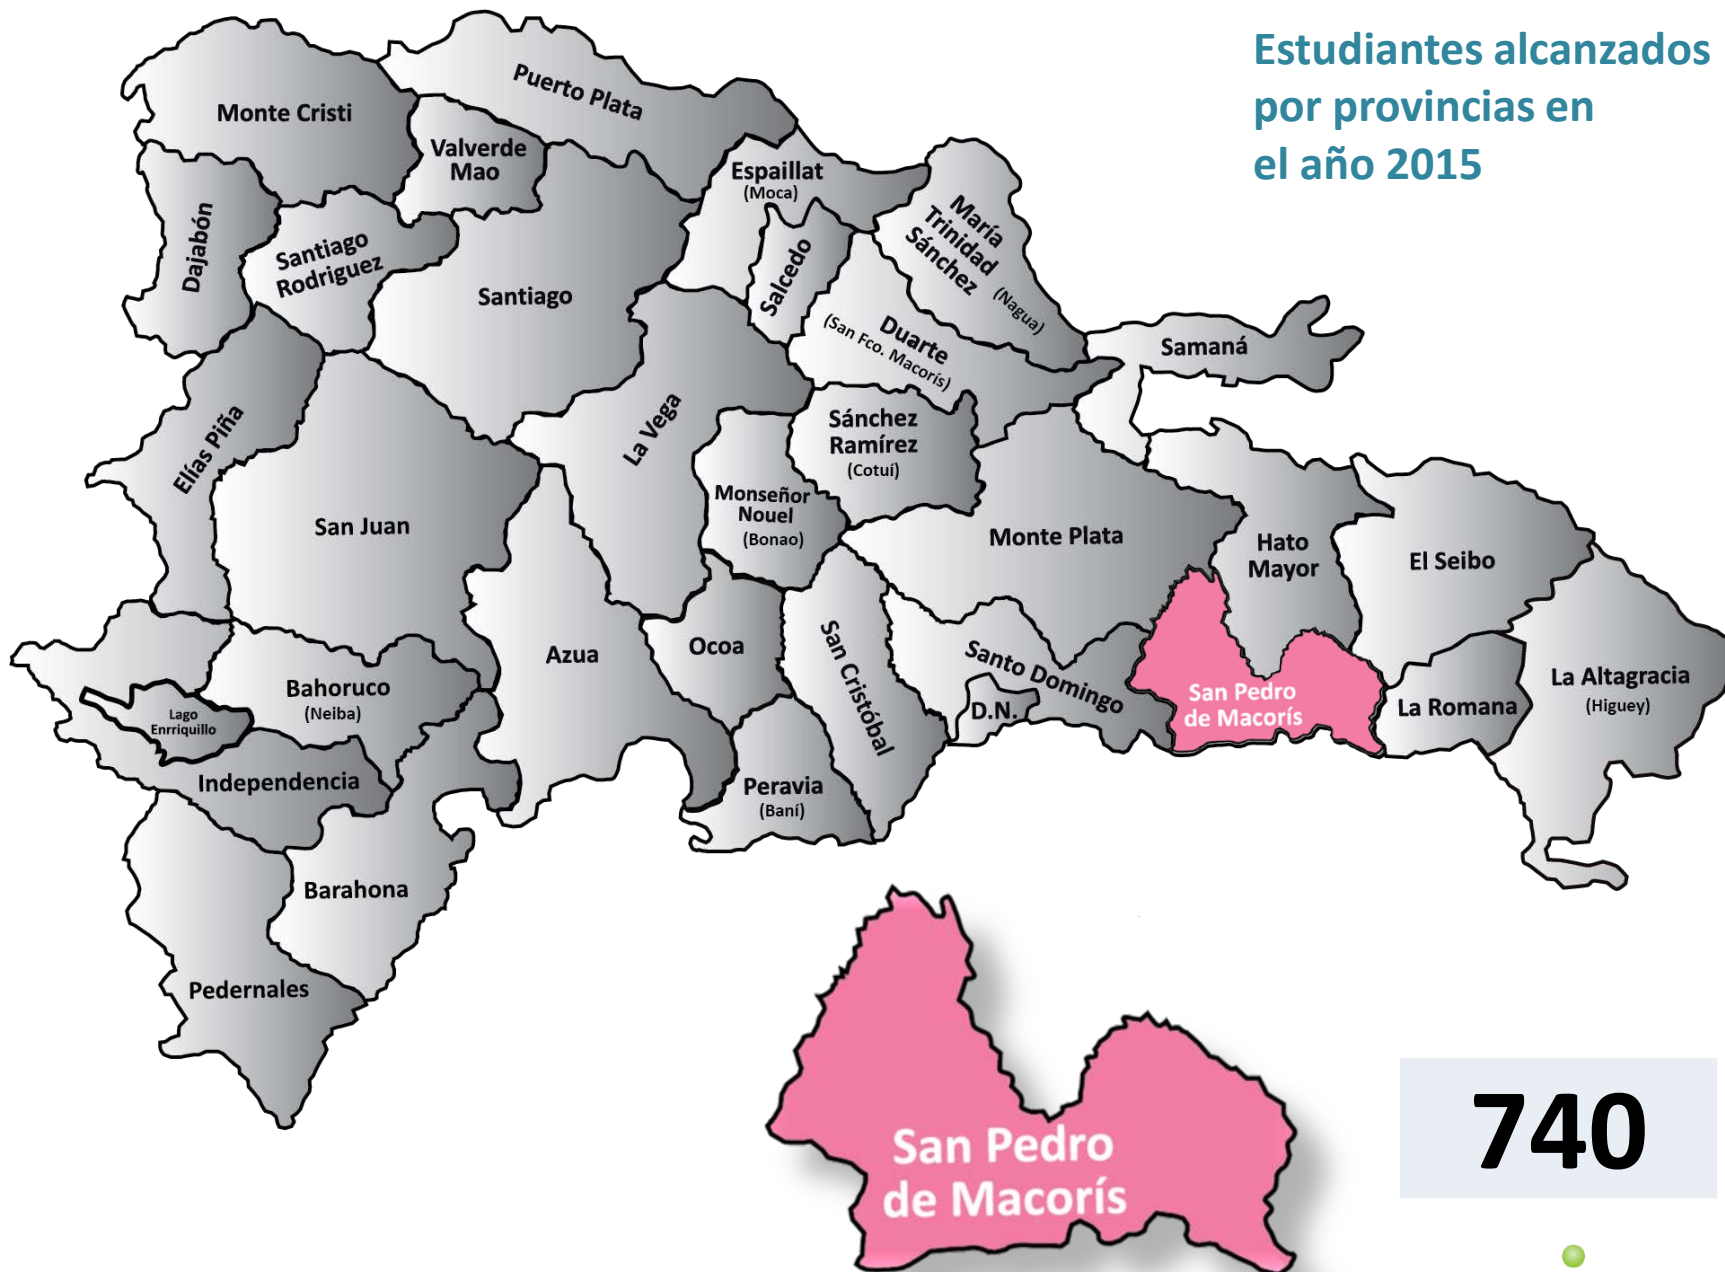 Estudiantes alcanzados
por provincias en
el año 2015
Monte Cristi
Puerto Plata
Valverde
Mao
Espaillat
(Moca)
María
Trinidad
Sánchez
(Nagua)
Dajabón
Santiago
Rodriguez
Santiago
Salcedo
Duarte
(San Fco. Macorís)
Samaná
Elías Piña
La Vega
Sánchez
Ramírez
(Cotuí)
San Juan
Monseñor
Nouel
(Bonao)
Monte Plata
Hato
Mayor
El Seibo
Azua
Ocoa
San Cristóbal
Santo Domingo
D.N.
San Pedro
de Macorís
La Romana
La Altagracia
(Higuey)
Bahoruco
(Neiba)
Lago
Enrriquillo
Independencia
Peravia
(Baní)
Barahona
Pedernales
San Pedro
de Macorís
740